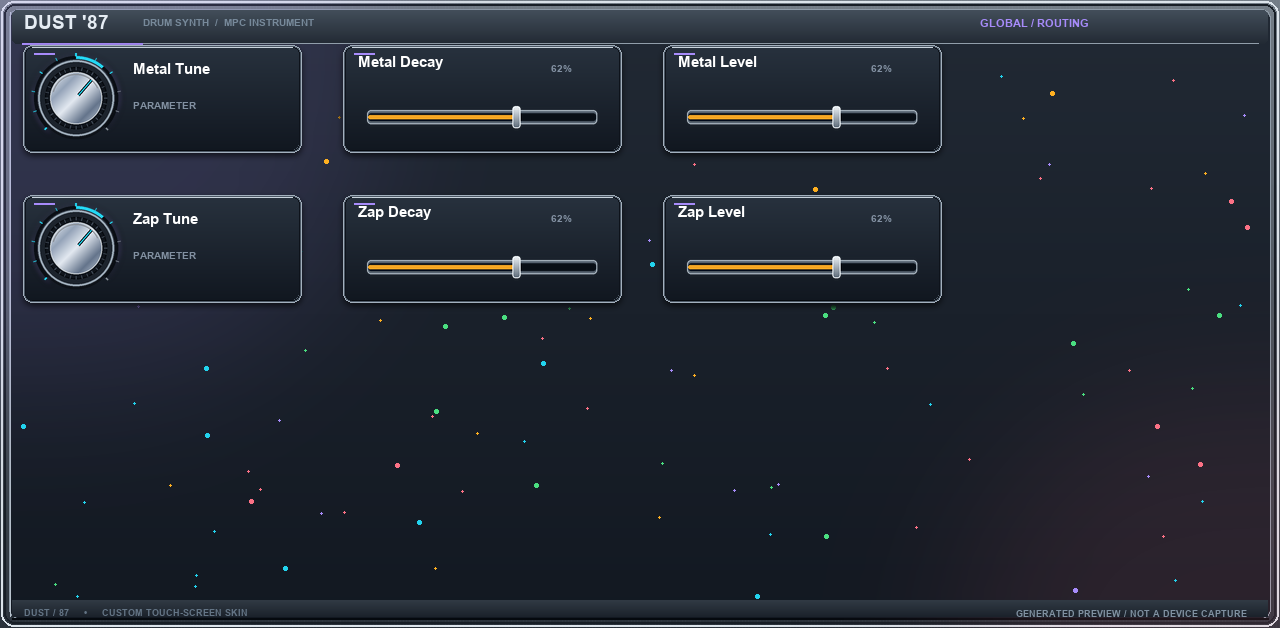 DUST '87 DRUM SYNTH / MPC INSTRUMENT GLOBAL / ROUTING
Metal Tune
PARAMETER
Metal Decay 62%
Metal Level 62%
Zap Tune
PARAMETER
Zap Decay 62%
Zap Level 62%
DUST / 87 • CUSTOM TOUCH-SCREEN SKIN GENERATED PREVIEW / NOT A DEVICE CAPTURE